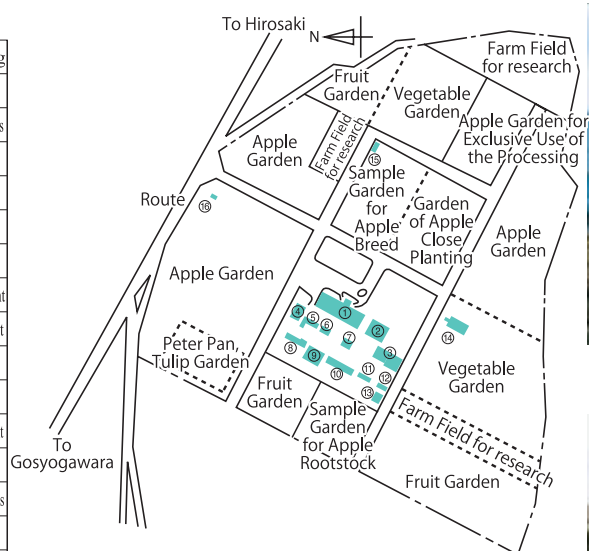 To Hirosaki
N
Farm Field
for research
Fruit
Garden
Vegetable
Garden
Apple Garden for
Exclusive Use of
the Processing
Apple
Garden
Farm Field
for research
⑮
Sample
Garden
for
Apple
Breed
Garden
of Apple
Close
Planting
Route
⑯
Apple
Garden
Apple Garden
①
②
③
④
⑤
⑥
⑦
⑧
⑨
⑩
⑪
⑫
⑬
⑭
Peter Pan,
Tulip Garden
Vegetable
Garden
Fruit
Garden
Sample
Garden
for Apple
Rootstock
Farm Field for research
Fruit Garden
To
Gosyogawara